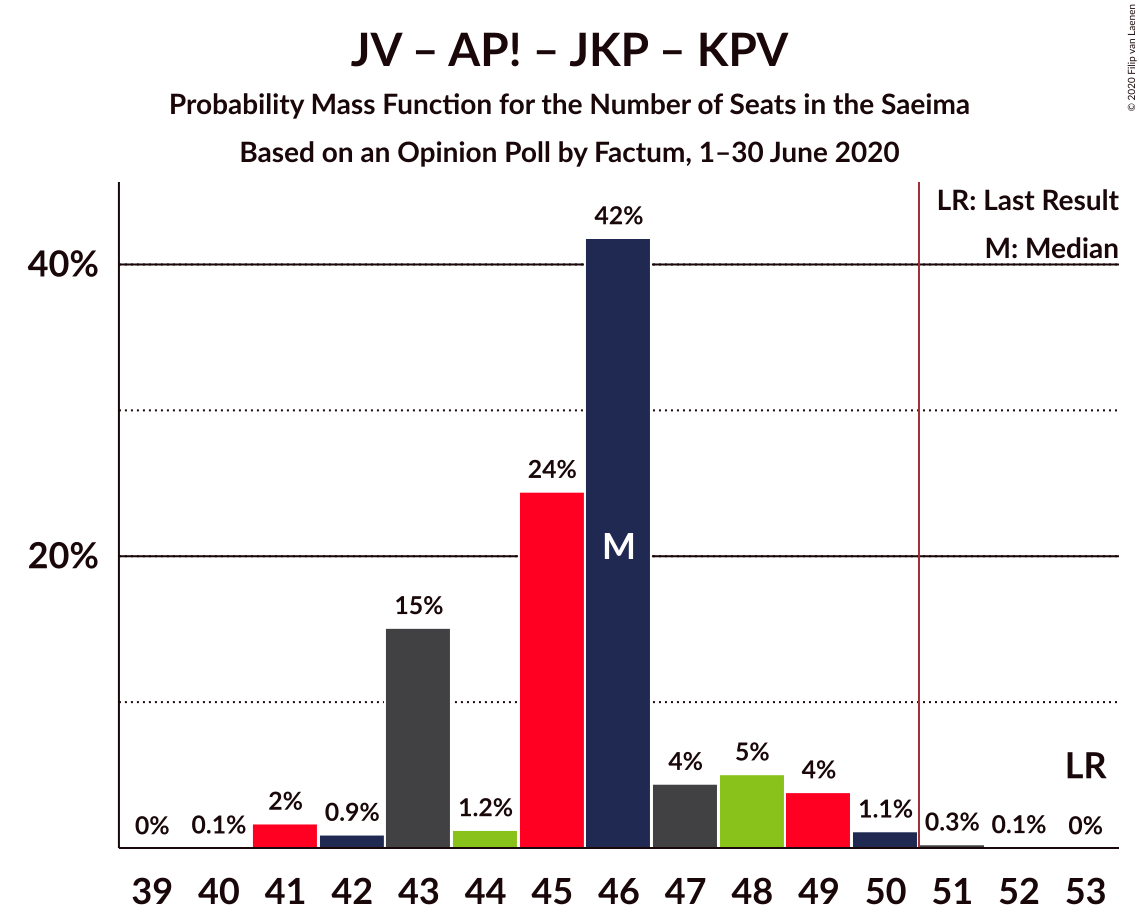 JV – AP! – JKP – KPV
Probability Mass Function for the Number of Seats in the Saeima
Based on an Opinion Poll by Factum, 1–30 June 2020
© 2020 Filip van Laenen
LR: Last Result
M: Median
40%
20%
0%
0.1%
2%
0.9%
15%
1.2%
24%
42%
M
4%
5%
4%
1.1%
0.3%
0.1%
0%
LR
39 40 41 42 43 44 45 46 47 48 49 50 51 52 53